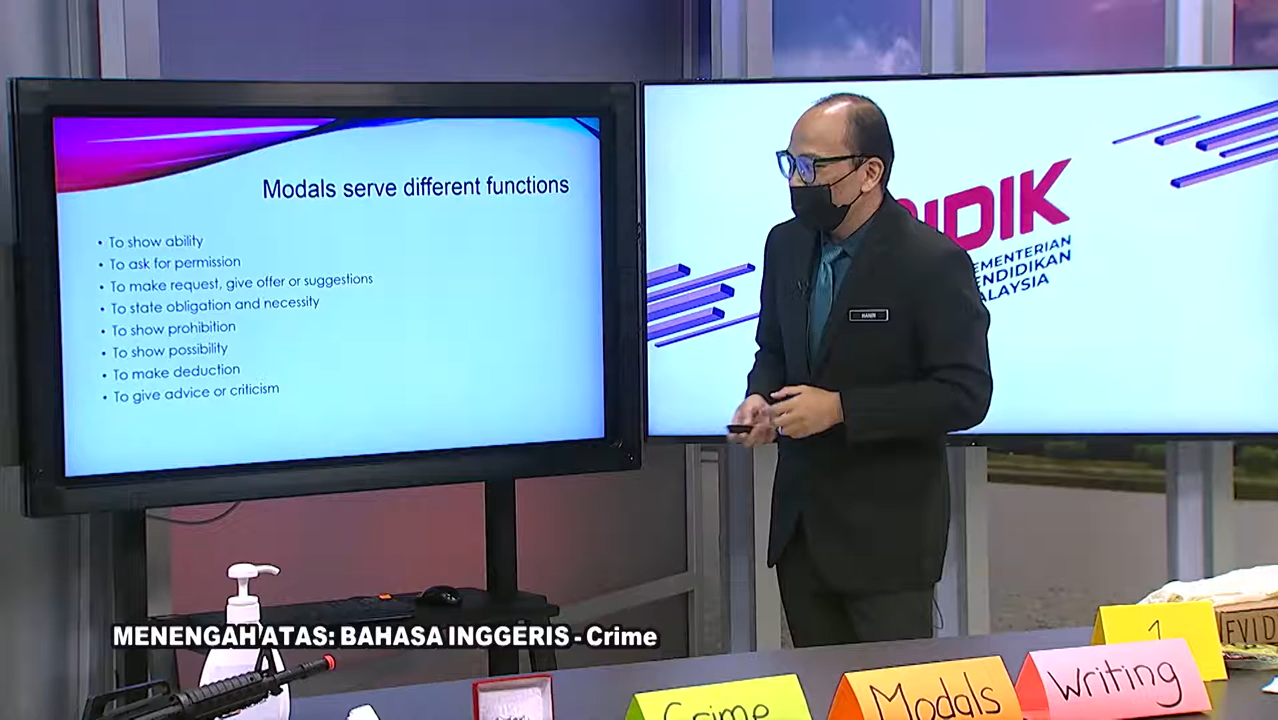 Modals serve different functions
• To show ability
• To ask for permission
• To make request, give offer or suggestions
• To state obligation and necessity
• To show prohibition
• To show possibility
• To make deduction
• To give advice or criticism
IDIK
EMENTERIAN
ENDIDIKAN
ALAYSIA
MENENGAH ATAS: BAHASA INGGERIS - Crime
1
EVID
Crime
Modals
Writing